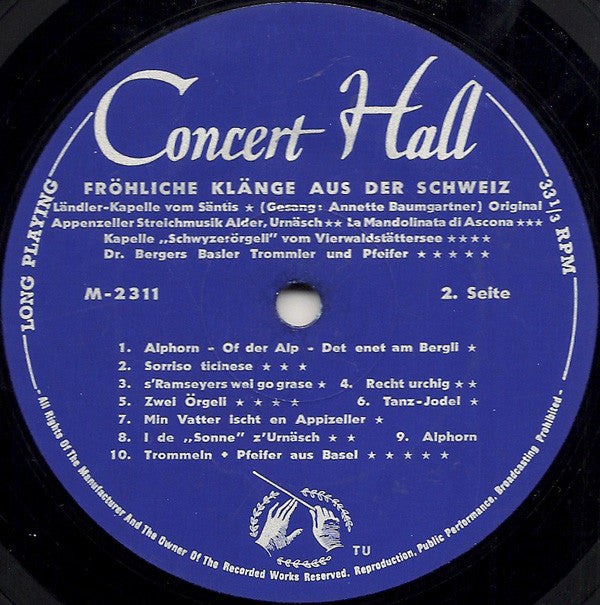 Concert Hall
FRÖHLICHE KLÄNGE AUS DER SCHWEIZ
Ländler-Kapelle vom Säntis ★ (Gesang: Annette Baumgartner) Original
Appenzeller Streichmusik Alder, Urnäsch ★★ La Mandolinata di Ascona ★★★
Kapelle „Schwyzerörgeli" vom Vierwaldstättersee ★★★★
Dr. Bergers Basler Trommler und Pfeifer ★★★★★
LONG PLAYING
33 1/3 RPM
M-2311 2. Seite
1. Alphorn - Of der Alp - Det enet am Bergli ★
2. Sorriso ticinese ★★★
3. s'Ramseyers wei go grase ★ 4. Recht urchig ★★
5. Zwei Örgeli ★★★★ 6. Tanz-Jodel ★
7. Min Vatter ischt en Appizeller ★
8. I de „Sonne" z'Urnäsch ★★ 9. Alphorn
10. Trommeln • Pfeifer aus Basel ★★★★★
TU
- All Rights Of The Manufacturer And The Owner Of The Recorded Works Reserved. Reproduction, Public Performance, Broadcasting Prohibited -